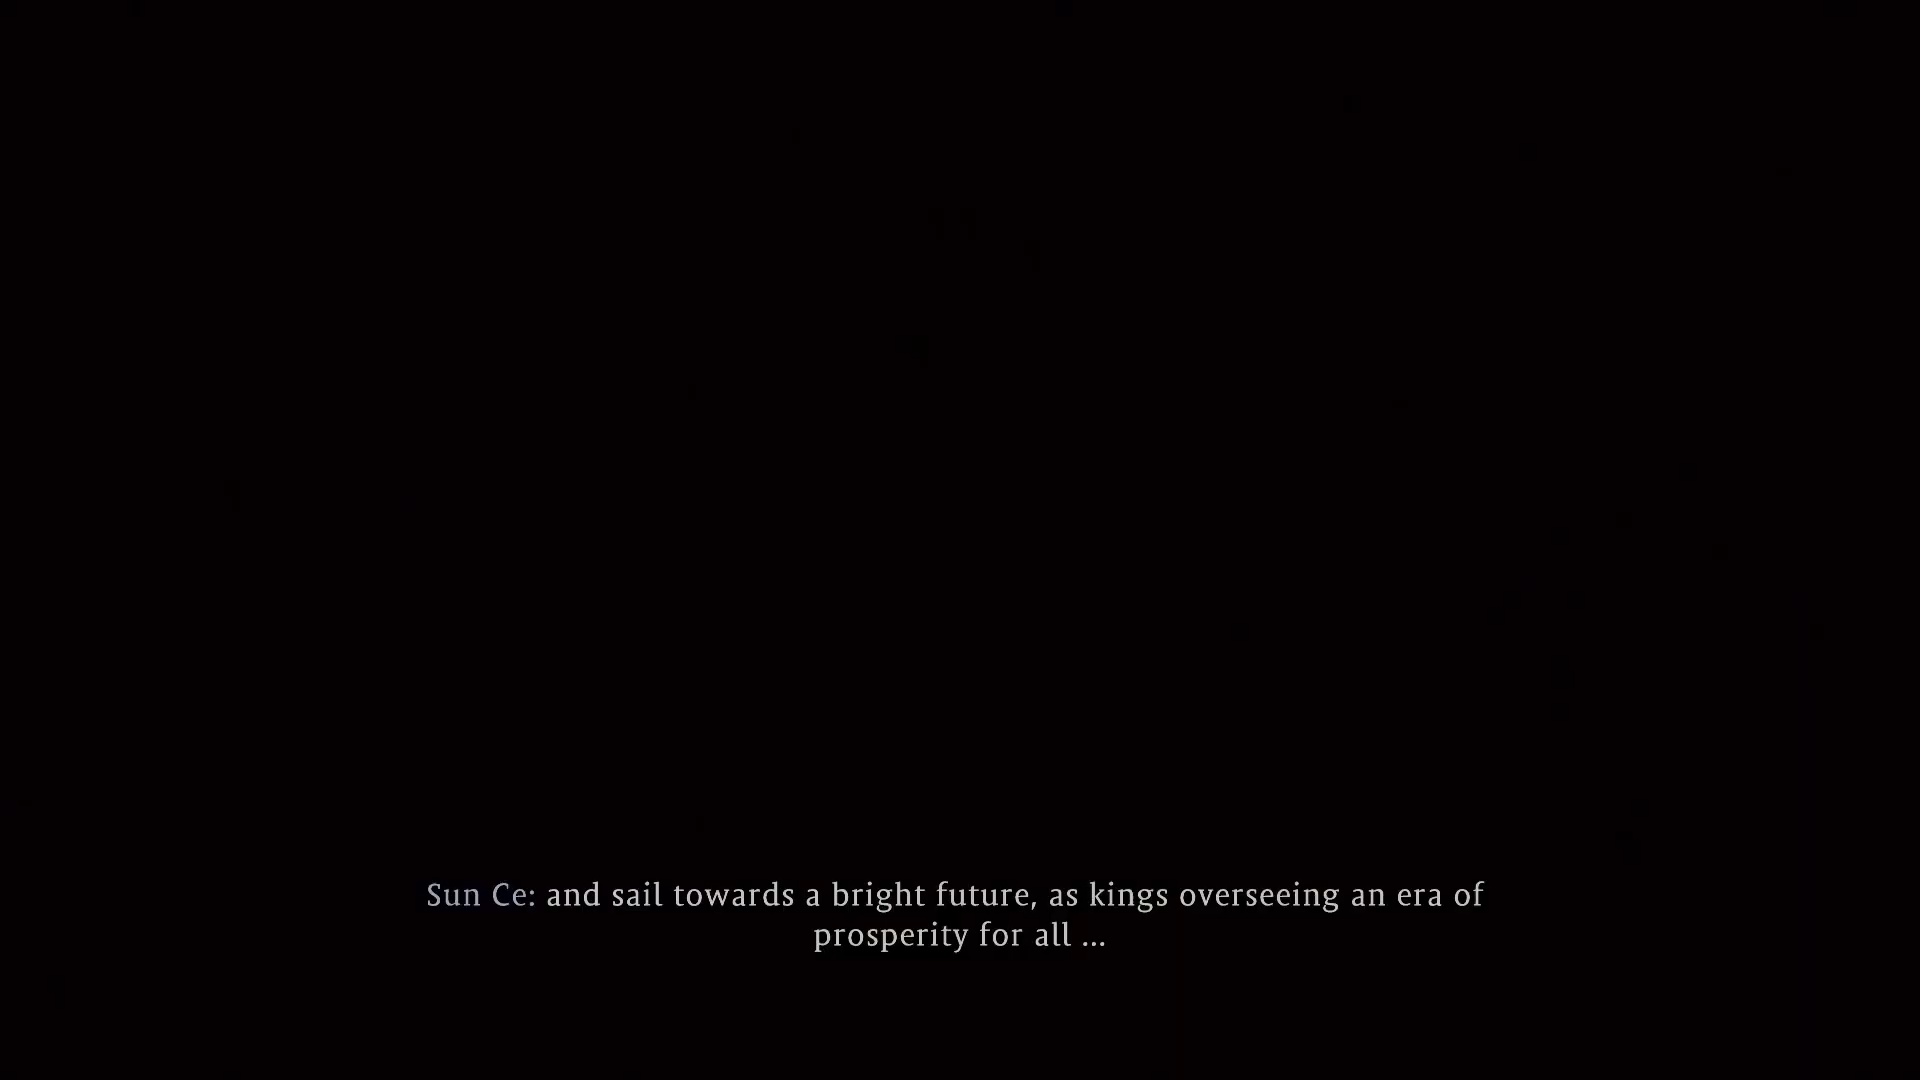 Sun Ce: and sail towards a bright future, as kings overseeing an era of
prosperity for all ...